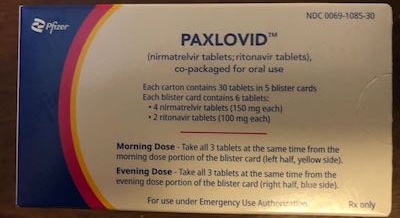 Pfizer
NDC 0069-1085-30
PAXLOVID™
(nirmatrelvir tablets; ritonavir tablets),
co-packaged for oral use
Each carton contains 30 tablets in 5 blister cards
Each blister card contains 6 tablets:
• 4 nirmatrelvir tablets (150 mg each)
• 2 ritonavir tablets (100 mg each)
Morning Dose - Take all 3 tablets at the same time from the
morning dose portion of the blister card (left half, yellow side).
Evening Dose - Take all 3 tablets at the same time from the
evening dose portion of the blister card (right half, blue side).
For use under Emergency Use Authorization.
Rx only